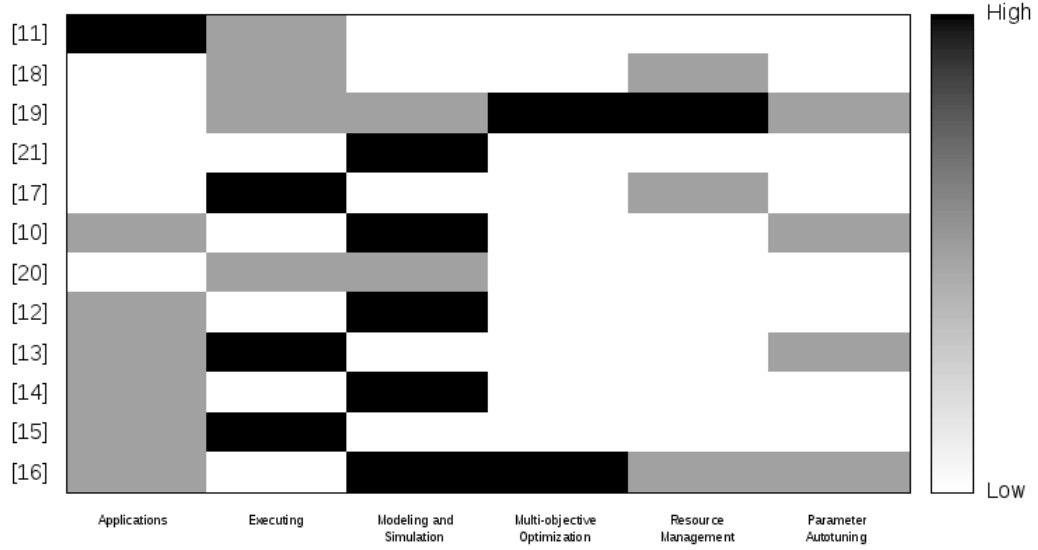 High
[11]
[18]
[19]
[21]
[17]
[10]
[20]
[12]
[13]
[14]
[15]
[16]
Low
Applications
Executing
Modeling and
Simulation
Multi-objective
Optimization
Resource
Management
Parameter
Autotuning